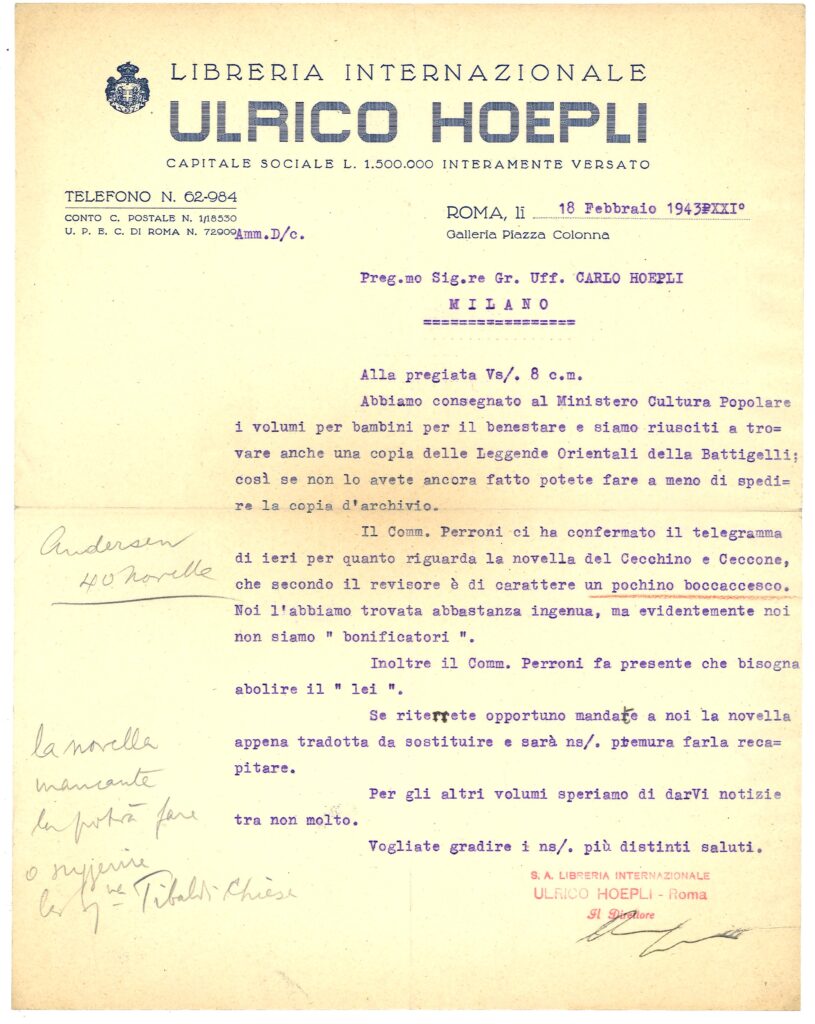 LIBRERIA INTERNAZIONALE
ULRICO HOEPLI
CAPITALE SOCIALE L. 1.500.000 INTERAMENTE VERSATO
TELEFONO N. 62-984
CONTO C. POSTALE N. 1/18530
U. P. E. C. DI ROMA N. 72909
Amm.D/c.
ROMA, lì 18 Febbraio 1943 XXI°
Galleria Piazza Colonna
Preg.mo Sig.re Gr. Uff. CARLO HOEPLI
M I L A N O
=================
Alla pregiata Vs/. 8 c.m.
Abbiamo consegnato al Ministero Cultura Popolare
i volumi per bambini per il benestare e siamo riusciti a tro=
vare anche una copia delle Leggende Orientali della Battigelli;
così se non lo avete ancora fatto potete fare a meno di spedi=
re la copia d'archivio.
Il Comm. Perroni ci ha confermato il telegramma
di ieri per quanto riguarda la novella del Cecchino e Ceccone,
che secondo il revisore è di carattere un pochino boccaccesco.
Noi l'abbiamo trovata abbastanza ingenua, ma evidentemente noi
non siamo " bonificatori ".
Inoltre il Comm. Perroni fa presente che bisogna
abolire il " lei ".
Se riterrete opportuno mandate a noi la novella
appena tradotta da sostituire e sarà ns/. premura farla reca=
pitare.
Per gli altri volumi speriamo di darVi notizie
tra non molto.
Vogliate gradire i ns/. più distinti saluti.
Andersen
40 novelle
la novella
mancante
la potrà fare
o suggerire
la Tibaldi Chiesa
S. A. LIBRERIA INTERNAZIONALE
ULRICO HOEPLI - Roma
Il Direttore